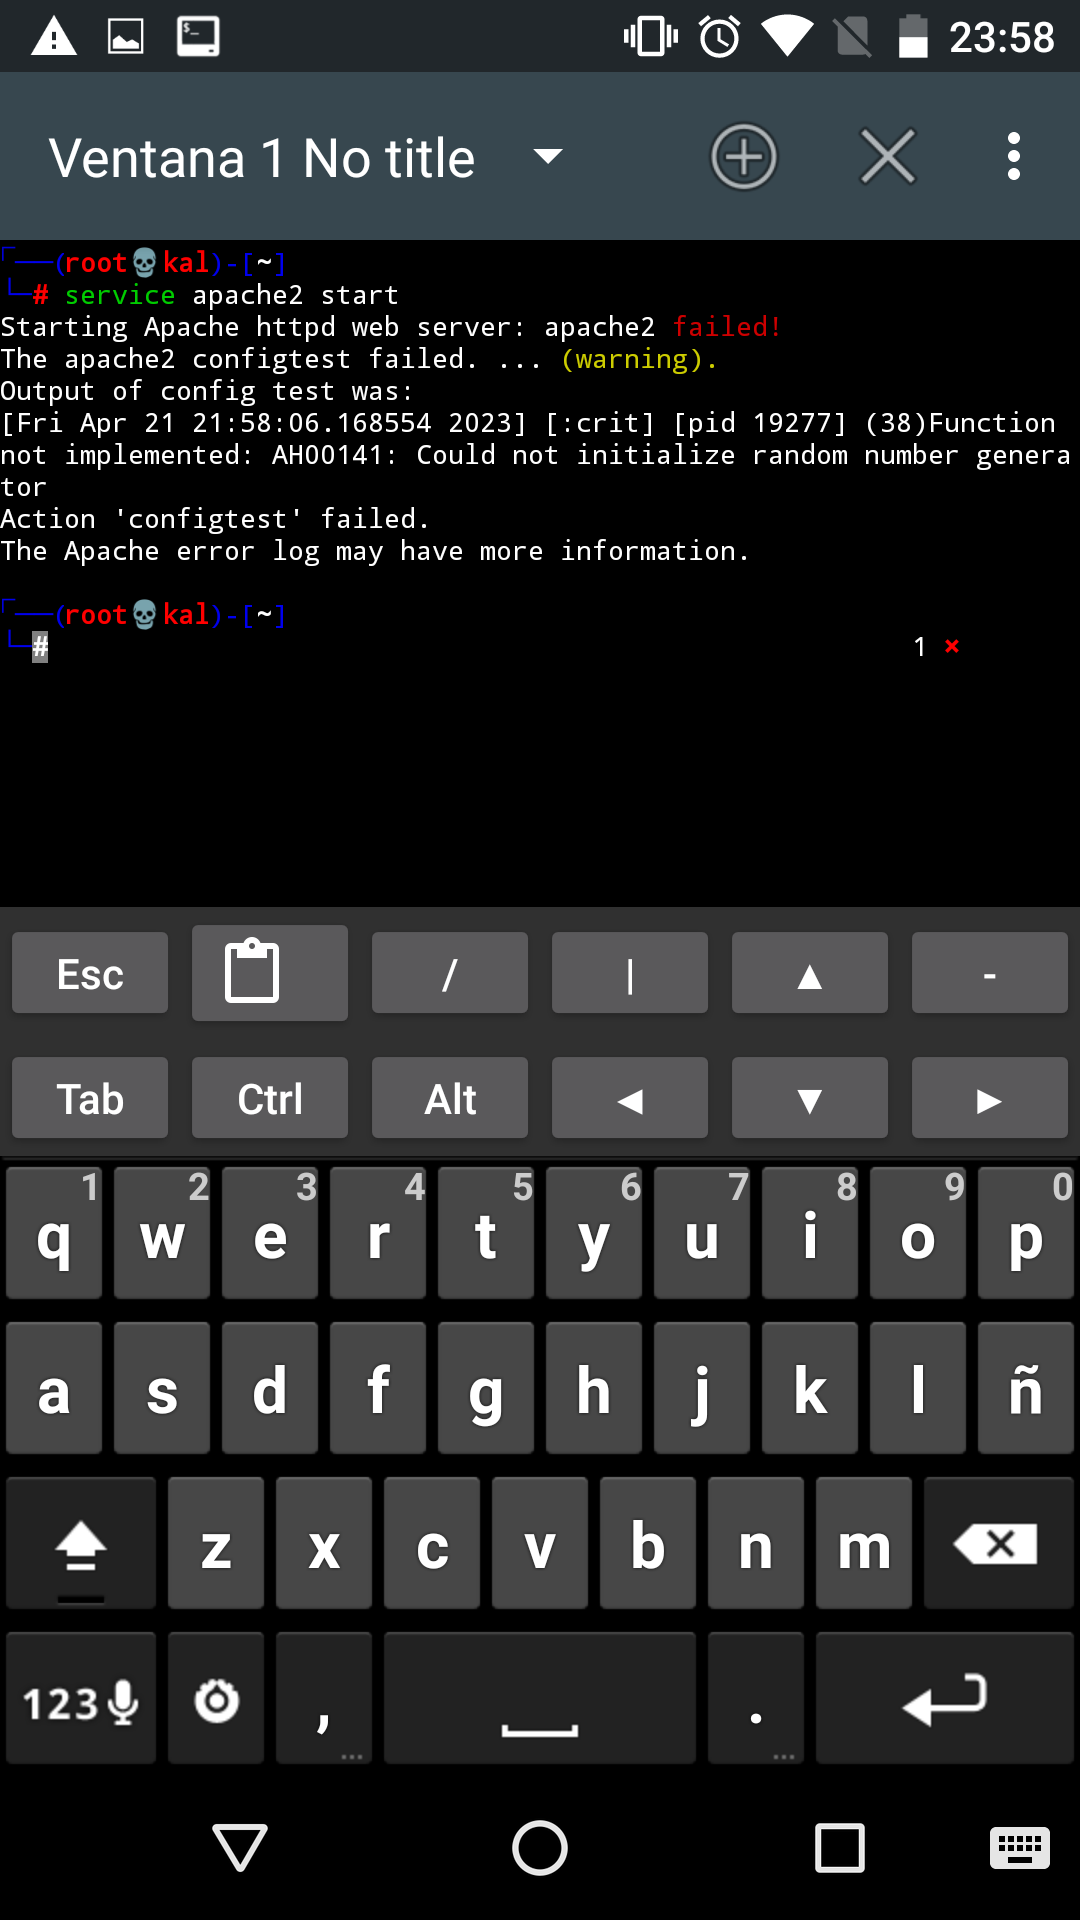 23:58
Ventana 1 No title
┌──(root💀kal)-[~]
└─# service apache2 start
Starting Apache httpd web server: apache2 failed!
The apache2 configtest failed. ... (warning).
Output of config test was:
[Fri Apr 21 21:58:06.168554 2023] [:crit] [pid 19277] (38)Function
not implemented: AH00141: Could not initialize random number genera
tor
Action 'configtest' failed.
The Apache error log may have more information.
┌──(root💀kal)-[~]
└─# 1 ×
Esc / | ▲ -
Tab Ctrl Alt ◀ ▼ ▶
1 2 3 4 5 6 7 8 9 0
q w e r t y u i o p
a s d f g h j k l ñ
z x c v b n m
123 , .